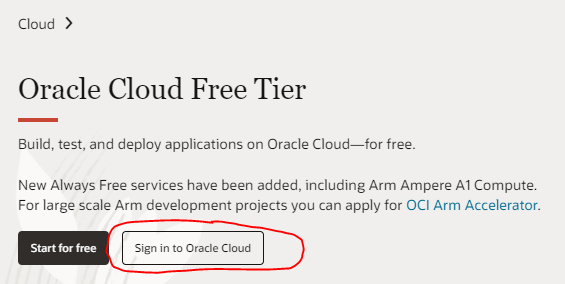 Cloud
Oracle Cloud Free Tier
Build, test, and deploy applications on Oracle Cloud—for free.
New Always Free services have been added, including Arm Ampere A1 Compute.
For large scale Arm development projects you can apply for OCI Arm Accelerator.
Start for free Sign in to Oracle Cloud